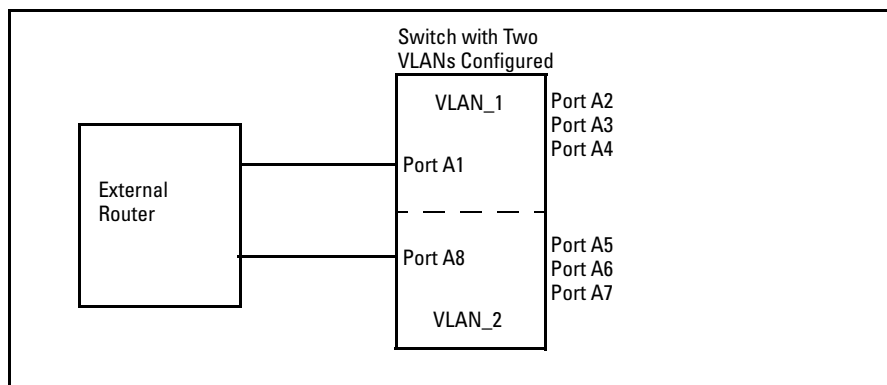 Switch with Two
VLANs Configured
VLAN_1
Port A2
Port A3
Port A4
Port A1
External
Router
Port A8
Port A5
Port A6
Port A7
VLAN_2